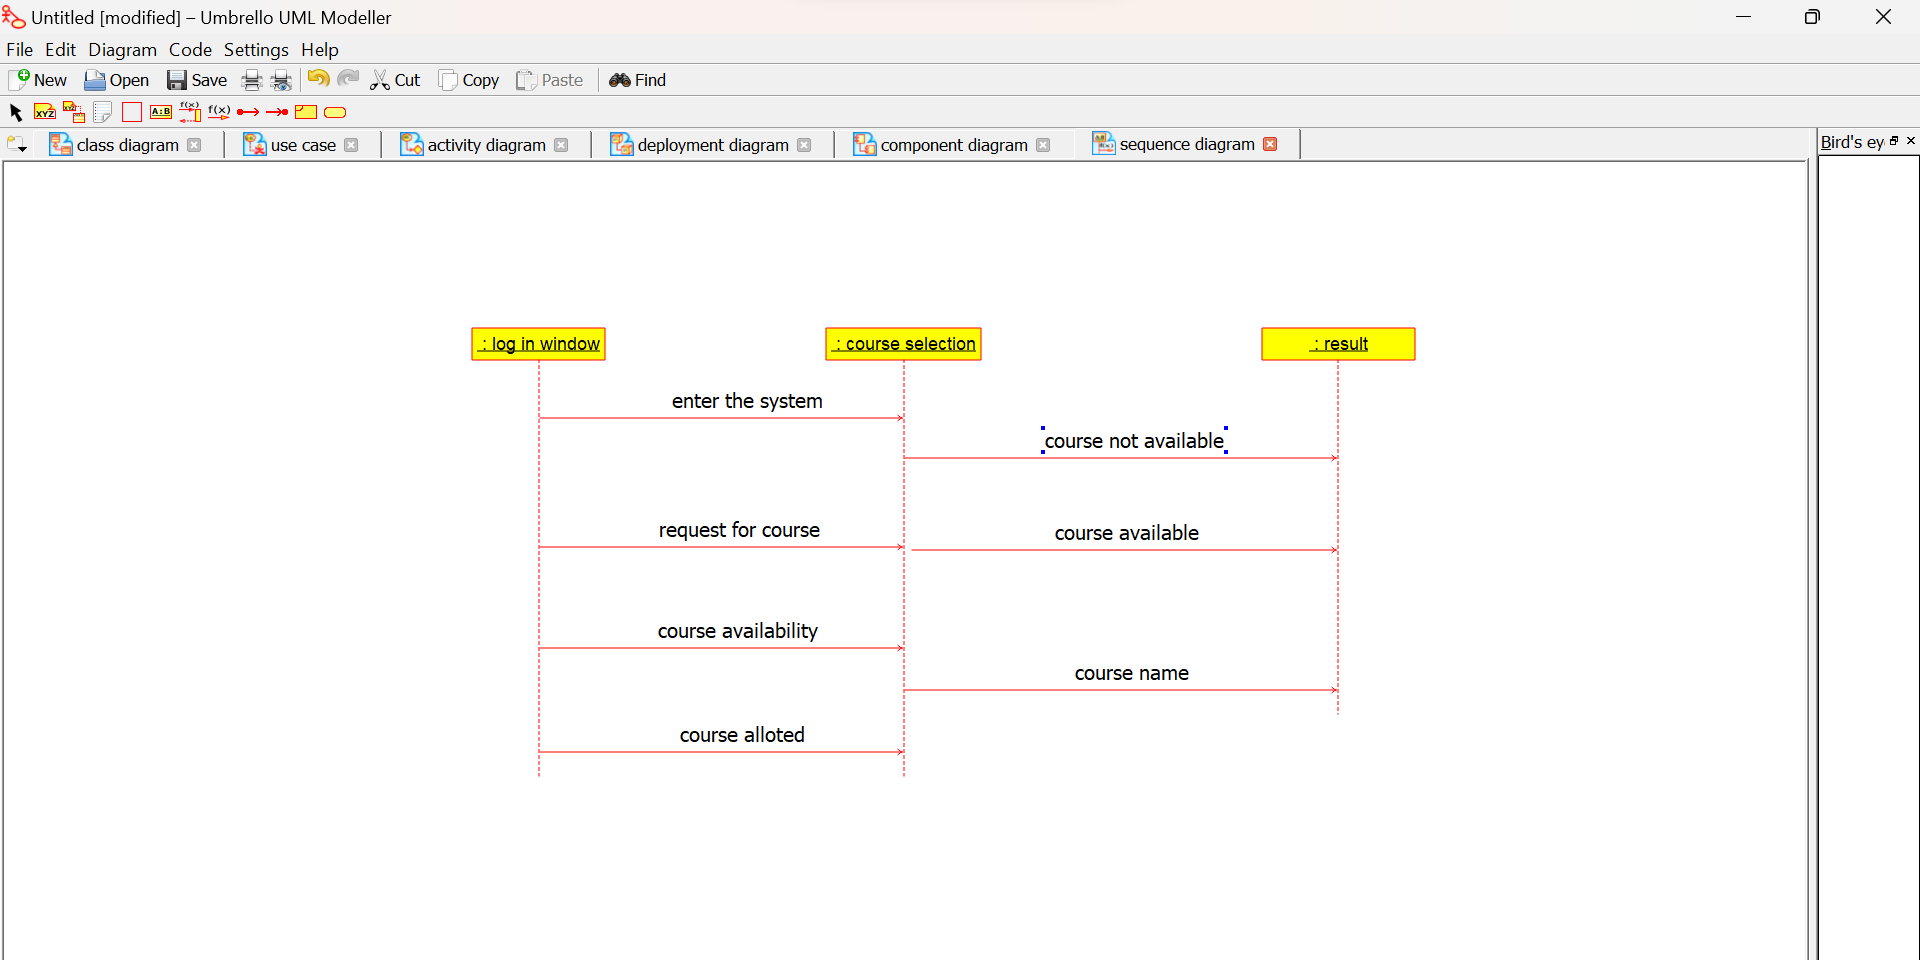 Untitled [modified] – Umbrello UML Modeller
File Edit Diagram Code Settings Help
New Open Save Cut Copy Paste Find
XYZ XYZ A:B f(x) f(x)
class diagram use case activity diagram deployment diagram component diagram sequence diagram Bird's ey
: log in window : course selection : result
enter the system
course not available
request for course course available
course availability
course name
course alloted